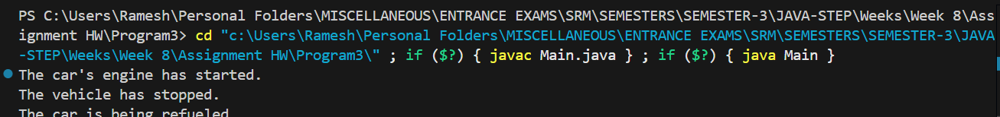 PS C:\Users\Ramesh\Personal Folders\MISCELLANEOUS\ENTRANCE EXAMS\SRM\SEMESTERS\SEMESTER-3\JAVA-STEP\Weeks\Week 8\Ass
ignment HW\Program3> cd "c:\Users\Ramesh\Personal Folders\MISCELLANEOUS\ENTRANCE EXAMS\SRM\SEMESTERS\SEMESTER-3\JAVA
-STEP\Weeks\Week 8\Assignment HW\Program3\" ; if ($?) { javac Main.java } ; if ($?) { java Main }
The car's engine has started.
The vehicle has stopped.
The car is being refueled